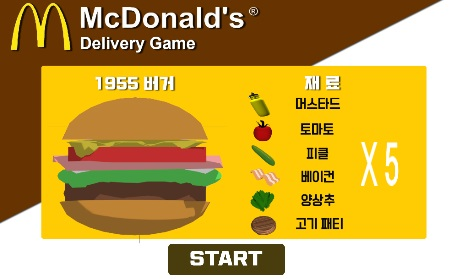 McDonald's®
Delivery Game
1955 버거
재료
머스타드
토마토
피클
베이컨
양상추
고기 패티
X 5
START